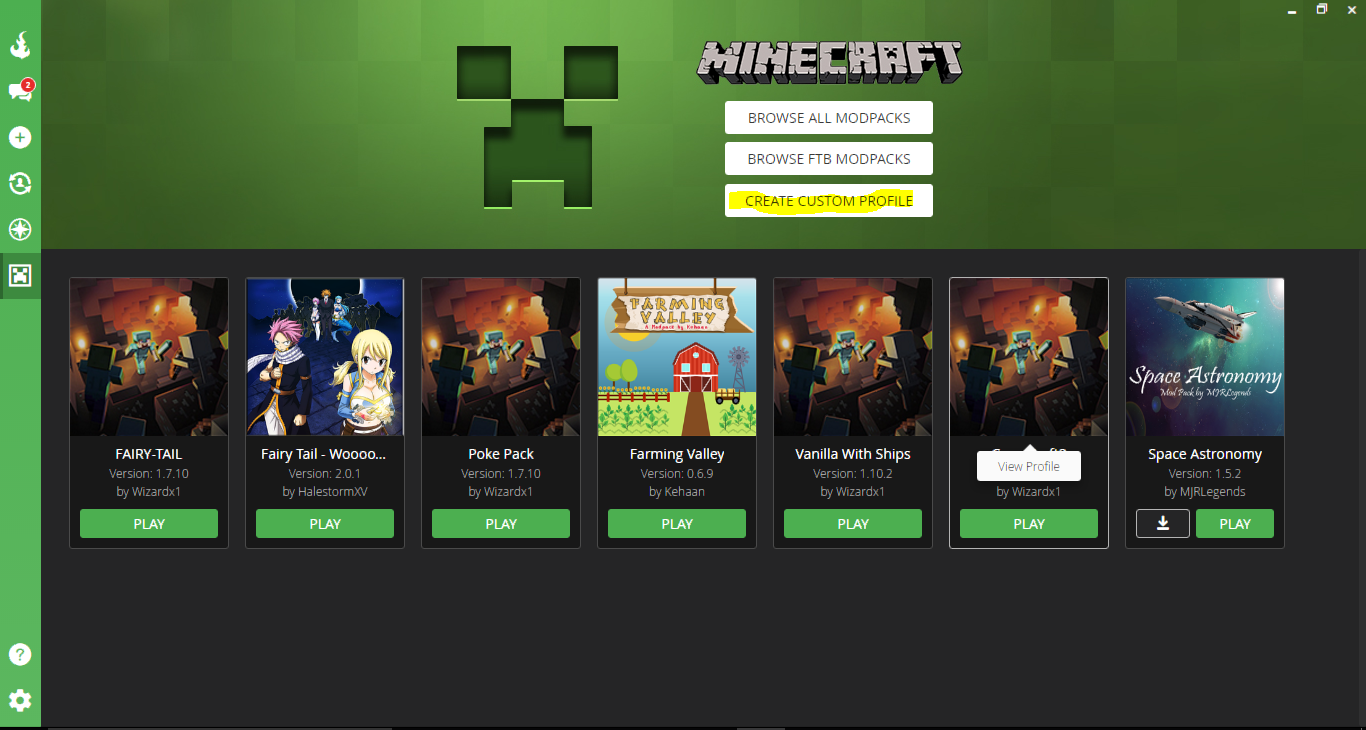 2
MINECRAFT
BROWSE ALL MODPACKS
BROWSE FTB MODPACKS
CREATE CUSTOM PROFILE
FARMING
VALLEY
A Modpack by Kehaan
Space Astronomy
Mod Pack by MJRLegends
FAIRY-TAIL
Version: 1.7.10
by Wizardx1
PLAY
Fairy Tail - Woooo...
Version: 2.0.1
by HalestormXV
PLAY
Poke Pack
Version: 1.7.10
by Wizardx1
PLAY
Farming Valley
Version: 0.6.9
by Kehaan
PLAY
Vanilla With Ships
Version: 1.10.2
by Wizardx1
PLAY
View Profile
by Wizardx1
PLAY
Space Astronomy
Version: 1.5.2
by MJRLegends
PLAY
?